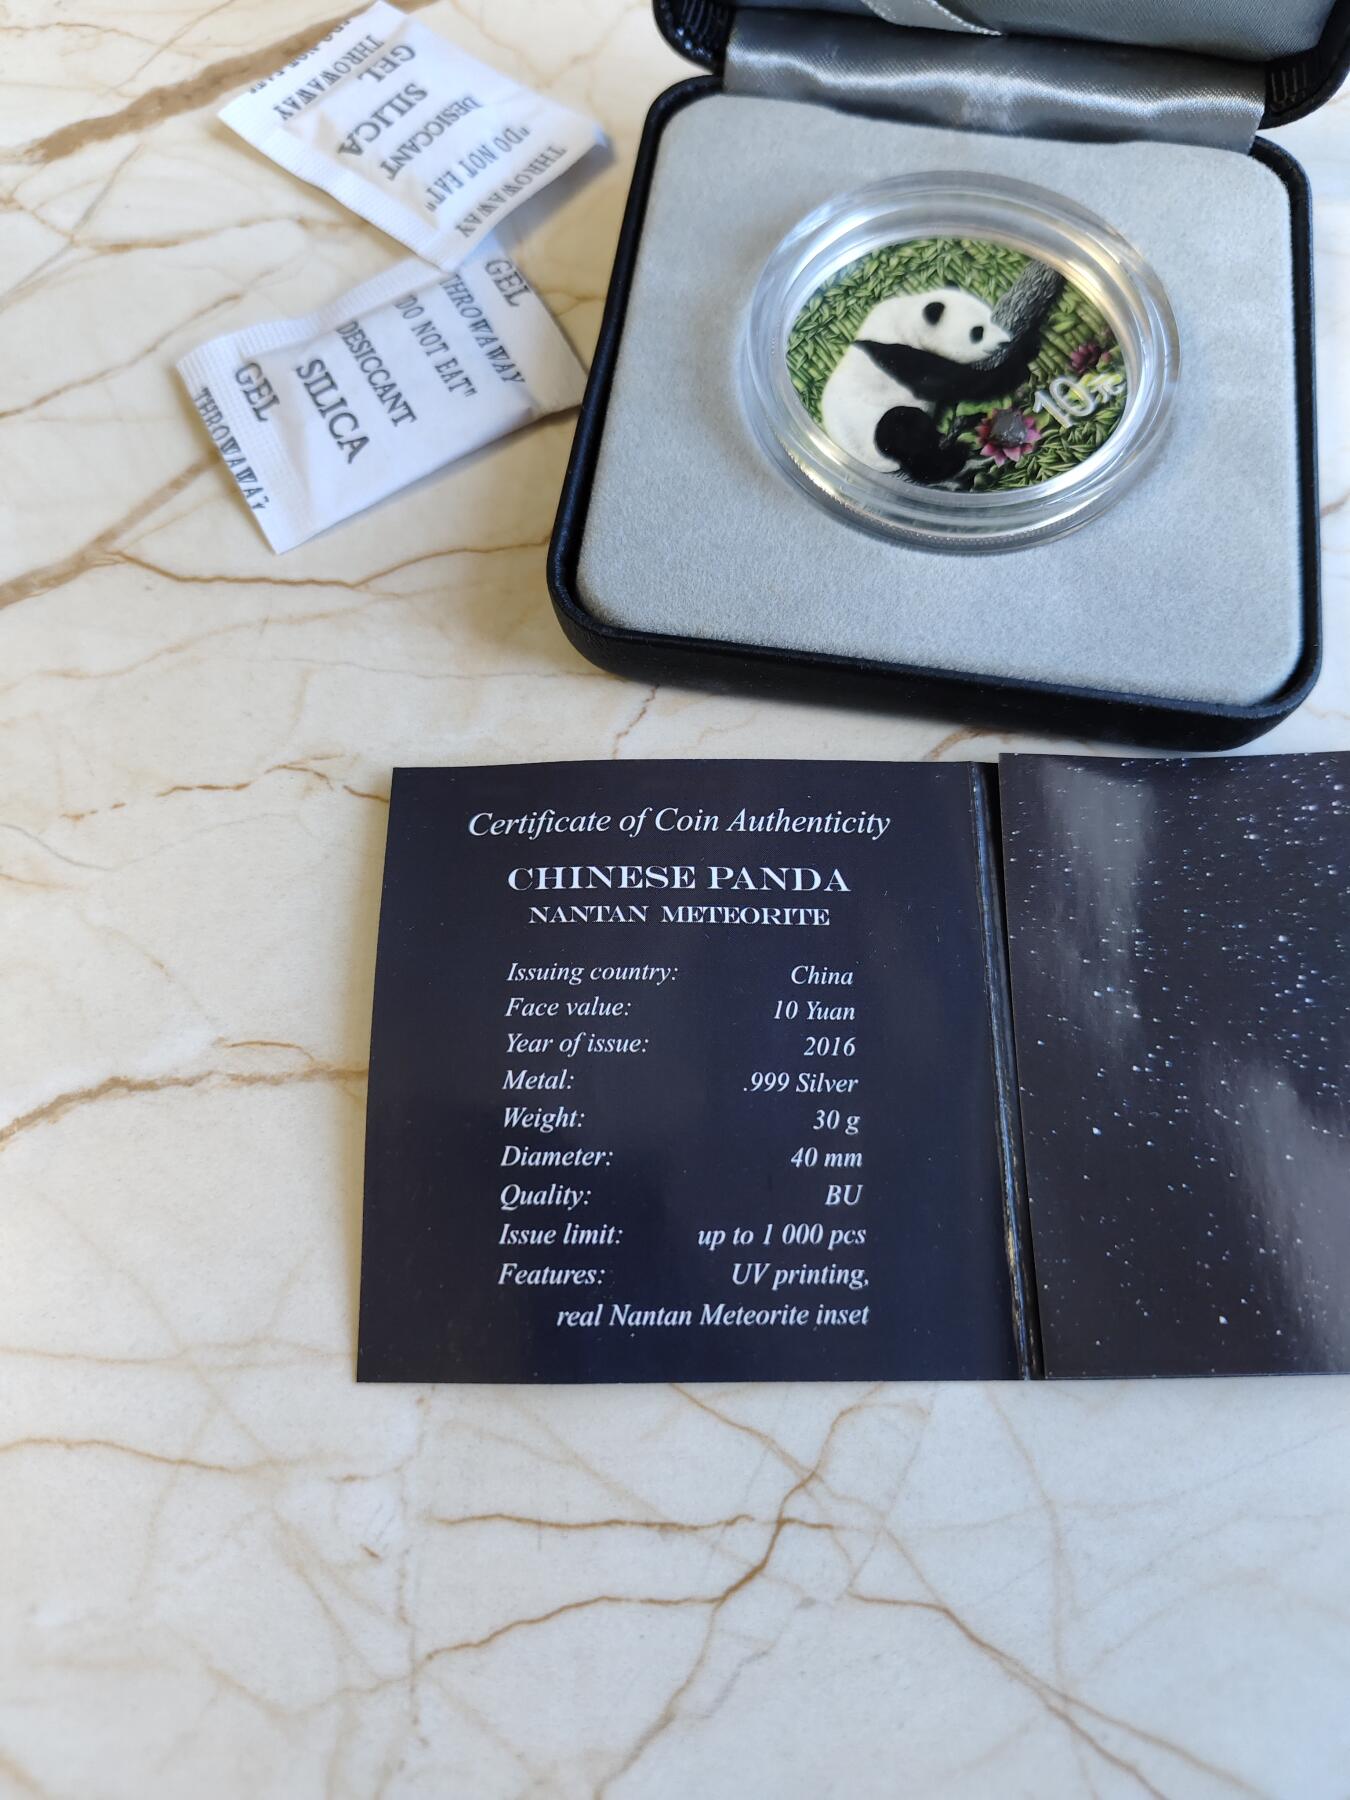 THROWAWAY
GEL
SILICA
DESICCANT
"DO NOT EAT"
THROWAWAY
GEL
THROWAWAY
"DO NOT EAT"
DESICCANT
SILICA
GEL
THROWAWAY
10元
Certificate of Coin Authenticity
CHINESE PANDA
NANTAN METEORITE
Issuing country: China
Face value: 10 Yuan
Year of issue: 2016
Metal: .999 Silver
Weight: 30 g
Diameter: 40 mm
Quality: BU
Issue limit: up to 1 000 pcs
Features: UV printing,
real Nantan Meteorite inset